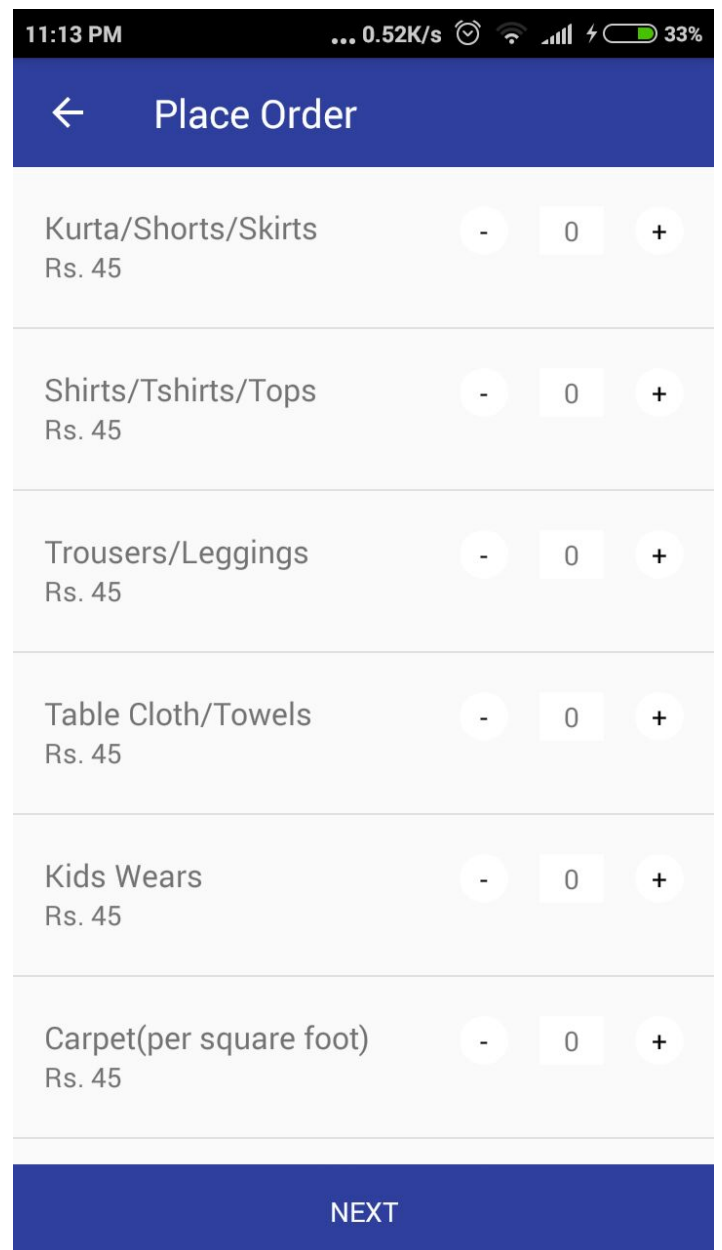 11:13 PM ... 0.52K/s 33%
Place Order
Kurta/Shorts/Skirts - 0 +
Rs. 45
Shirts/Tshirts/Tops - 0 +
Rs. 45
Trousers/Leggings - 0 +
Rs. 45
Table Cloth/Towels - 0 +
Rs. 45
Kids Wears - 0 +
Rs. 45
Carpet(per square foot) - 0 +
Rs. 45
NEXT